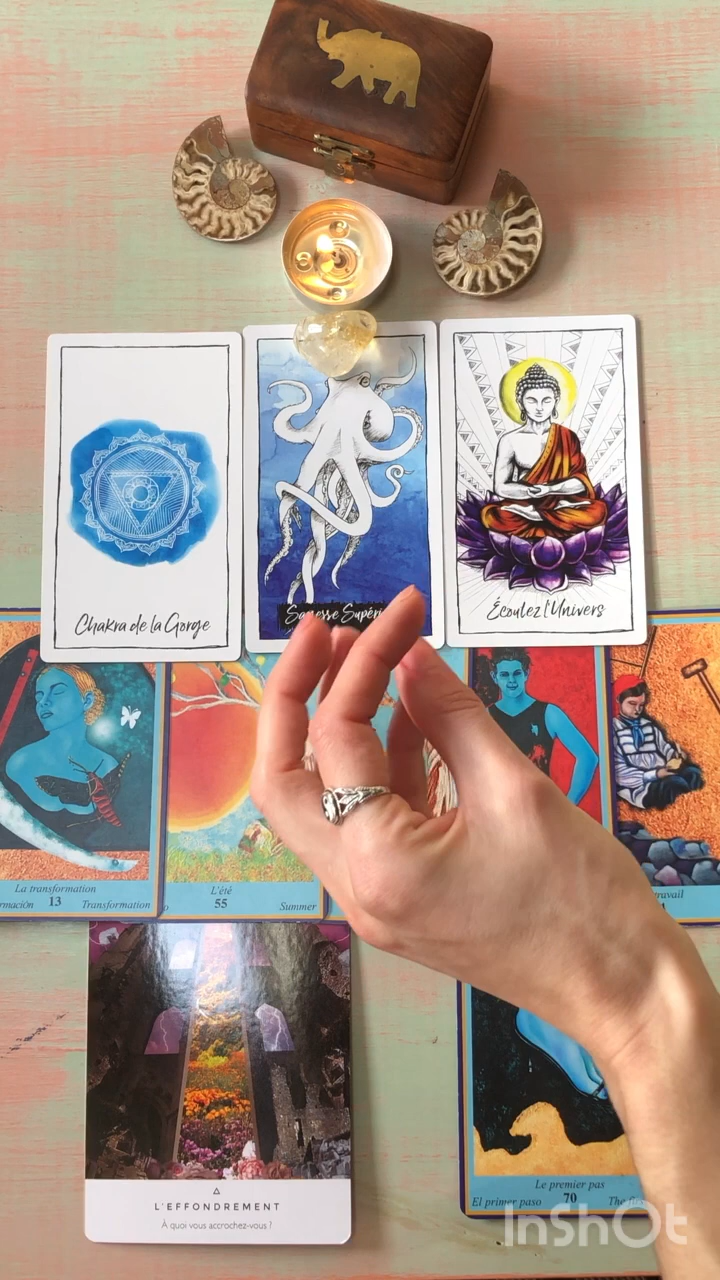 Chakra de la Gorge
Écoutez l'Univers
La transformation
13 Transformation
L'été
55 Summer
L'EFFONDREMENT
À quoi vous accrochez-vous ?
Le premier pas
El primer paso 70
InShOt